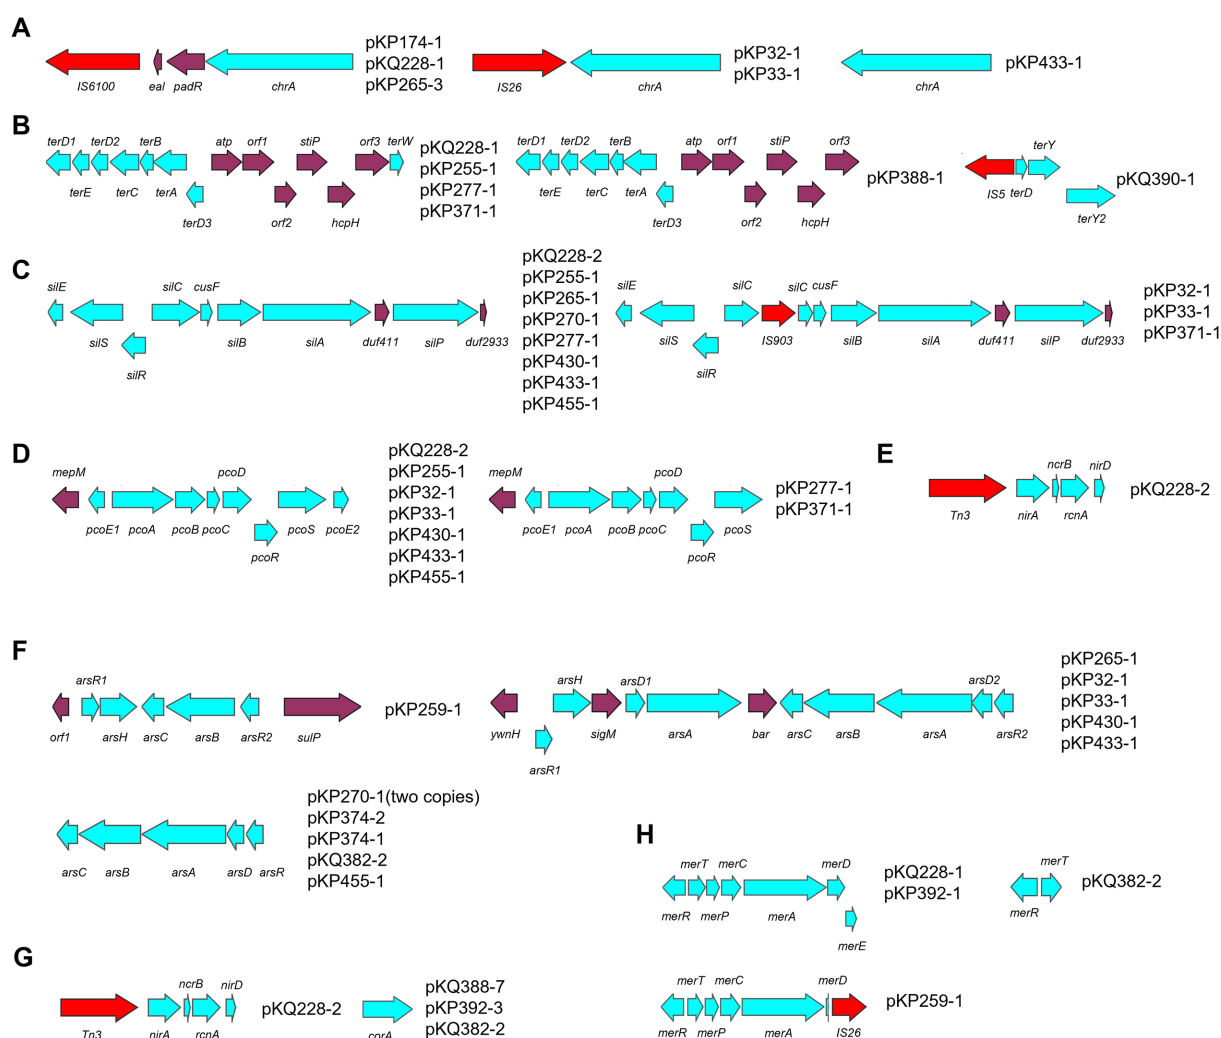 A
IS6100 eal padR chrA
pKP174-1
pKQ228-1
pKP265-3
IS26 chrA
pKP32-1
pKP33-1
chrA
pKP433-1
B
terD1 terD2 terB atp orf1 stiP orf3 terW
terE terC terA
terD3 orf2 hcpH
pKQ228-1
pKP255-1
pKP277-1
pKP371-1
terD1 terD2 terB atp orf1 stiP orf3
terE terC terA
terD3 orf2 hcpH
pKP388-1
terY
IS5 terD
terY2
pKQ390-1
C
silE silC cusF
silS silB silA duf411 silP duf2933
silR
pKQ228-2
pKP255-1
pKP265-1
pKP270-1
pKP277-1
pKP430-1
pKP433-1
pKP455-1
silE silC silC cusF
silS IS903 silB silA duf411 silP duf2933
silR
pKP32-1
pKP33-1
pKP371-1
D
mepM pcoD
pcoE1 pcoA pcoB pcoC pcoS pcoE2
pcoR
pKQ228-2
pKP255-1
pKP32-1
pKP33-1
pKP430-1
pKP433-1
pKP455-1
mepM pcoD
pcoE1 pcoA pcoB pcoC pcoS
pcoR
pKP277-1
pKP371-1
E
ncrB nirD
Tn3 nirA rcnA
pKQ228-2
F
arsR1
orf1 arsH arsC arsB arsR2 sulP
pKP259-1
arsH arsD1 arsD2
ywnH sigM arsA bar arsC arsB arsA arsR2
arsR1
pKP265-1
pKP32-1
pKP33-1
pKP430-1
pKP433-1
arsC arsB arsA arsD arsR
pKP270-1(two copies)
pKP374-2
pKP374-1
pKQ382-2
pKP455-1
H
merT merC merD
merR merP merA
merE
pKQ228-1
pKP392-1
merT
merR
pKQ382-2
merT merC merD
merR merP merA IS26
pKP259-1
G
ncrB nirD
Tn3 nirA rcnA
pKQ228-2
corA
pKQ388-7
pKP392-3
pKQ382-2